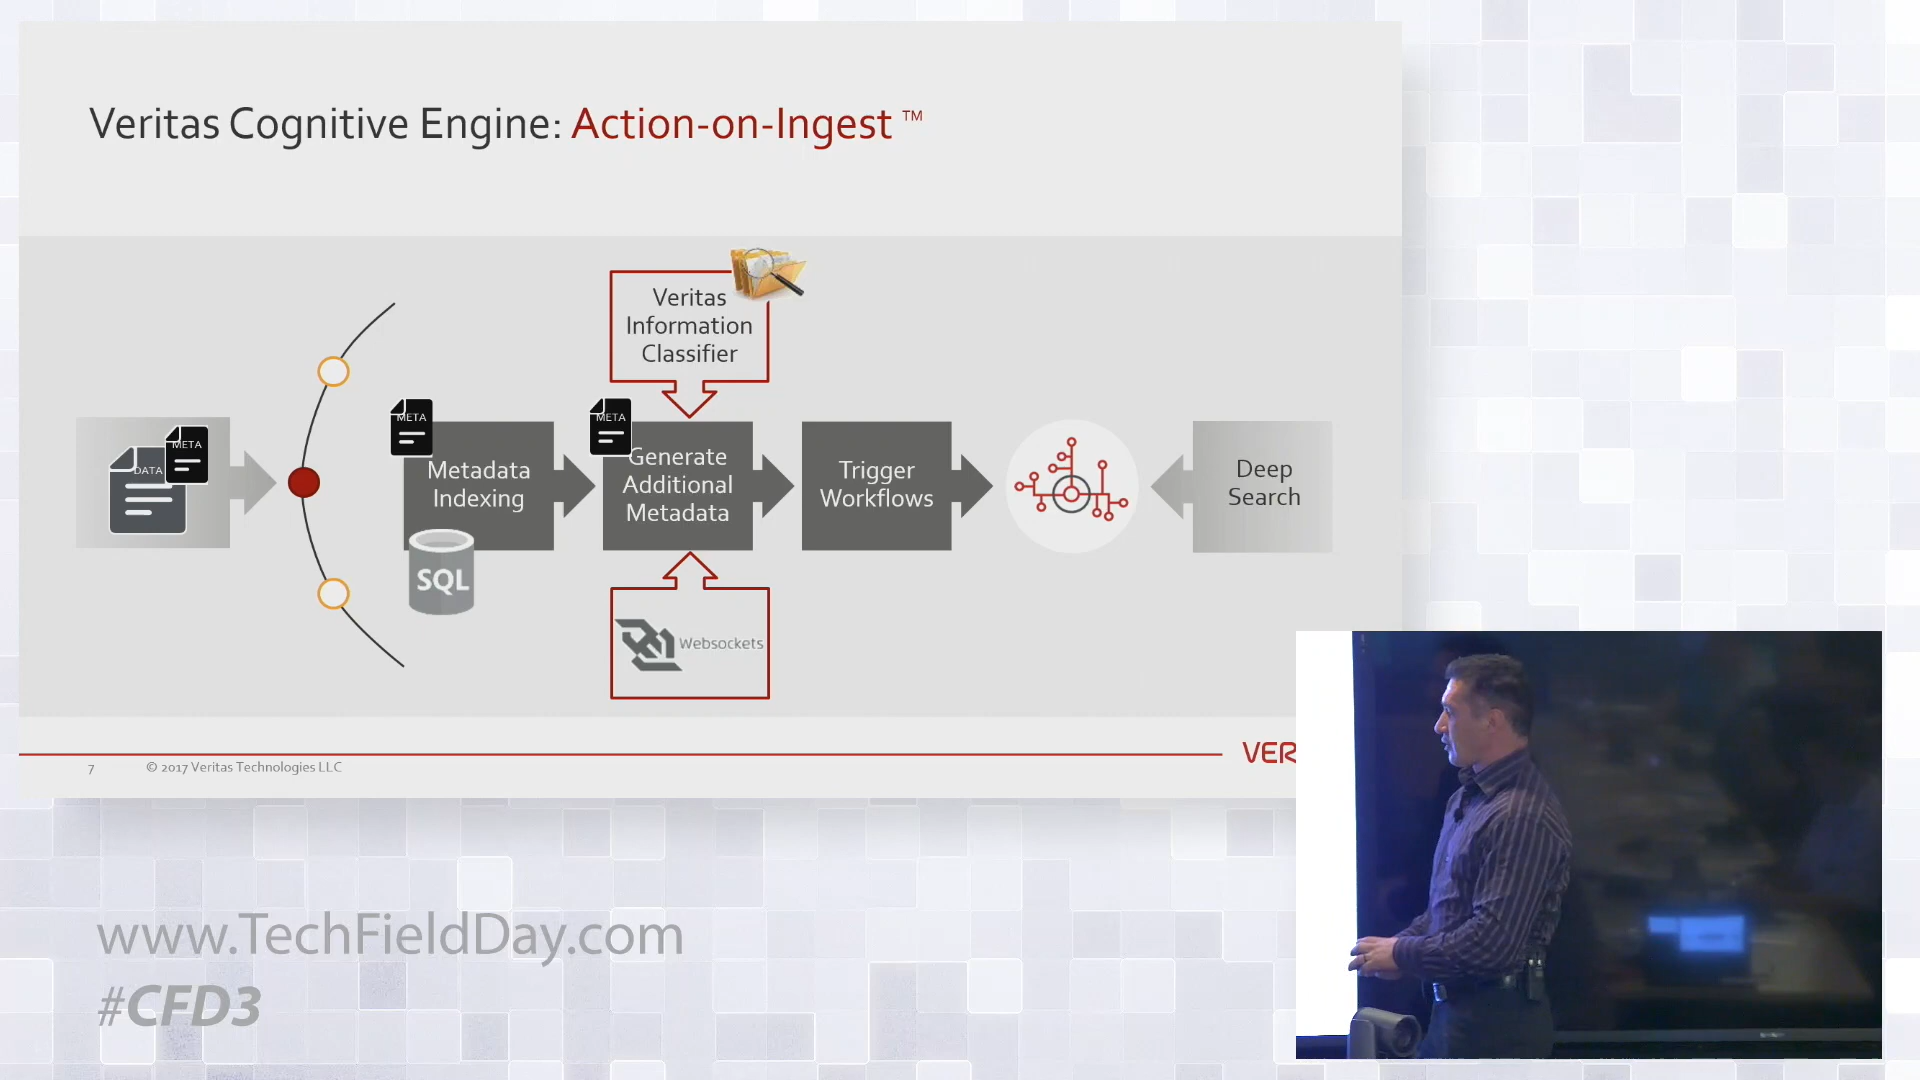 Veritas Cognitive Engine: Action-on-Ingest ™
Veritas
Information
Classifier
DATA
META
META
Metadata
Indexing
SQL
META
Generate
Additional
Metadata
Trigger
Workflows
Deep
Search
Websockets
VER
7
© 2017 Veritas Technologies LLC
www.TechFieldDay.com
#CFD3